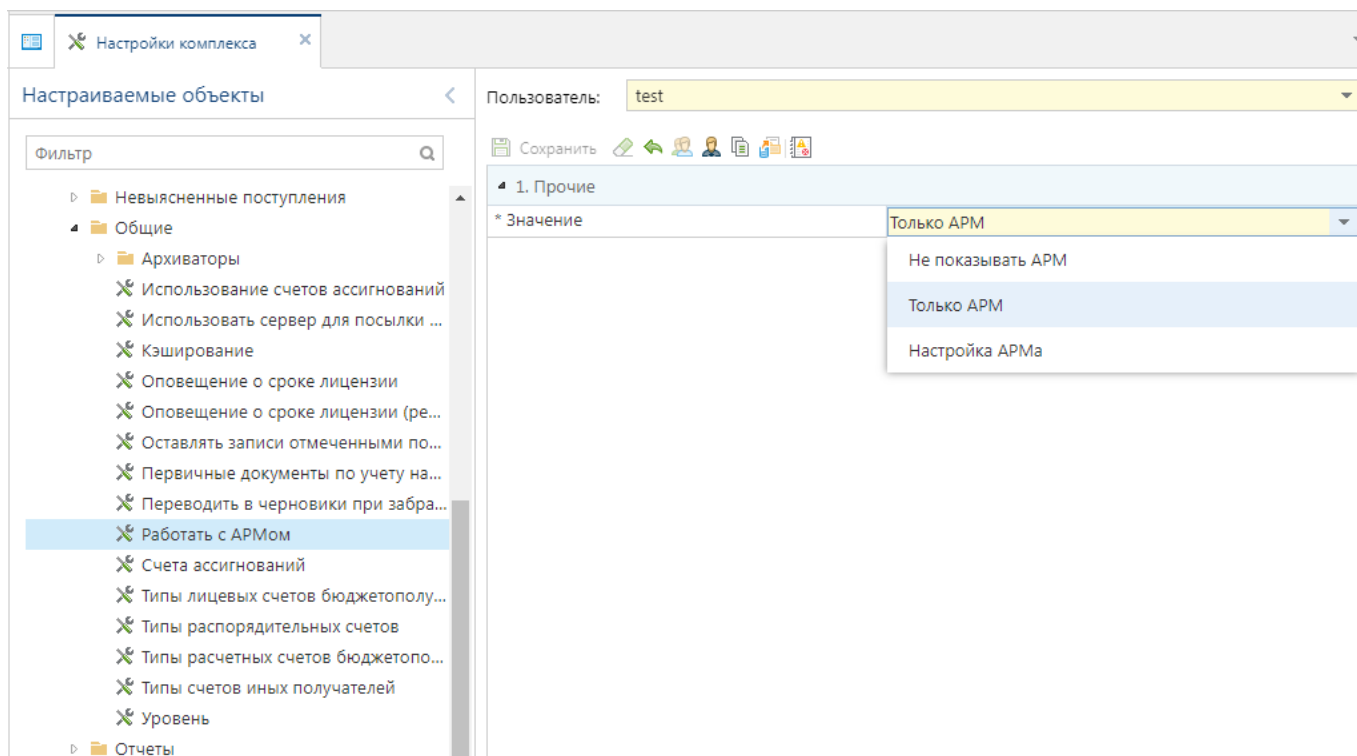 Настройки комплекса
Настраиваемые объекты
Фильтр
Невыясненные поступления
Общие
Архиваторы
Использование счетов ассигнований
Использовать сервер для посылки ...
Кэширование
Оповещение о сроке лицензии
Оповещение о сроке лицензии (ре...
Оставлять записи отмеченными по...
Первичные документы по учету на...
Переводить в черновики при забра...
Работать с АРМом
Счета ассигнований
Типы лицевых счетов бюджетополу...
Типы распорядительных счетов
Типы расчетных счетов бюджетопо...
Типы счетов иных получателей
Уровень
Отчеты
Пользователь: test
Сохранить
1. Прочие
* Значение Только АРМ
Не показывать АРМ
Только АРМ
Настройка АРМа